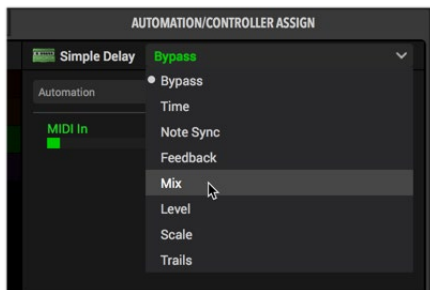 AUTOMATION/CONTROLLER ASSIGN
Simple Delay Bypass
Bypass
Automation
Time
MIDI In
Note Sync
Feedback
Mix
Level
Scale
Trails